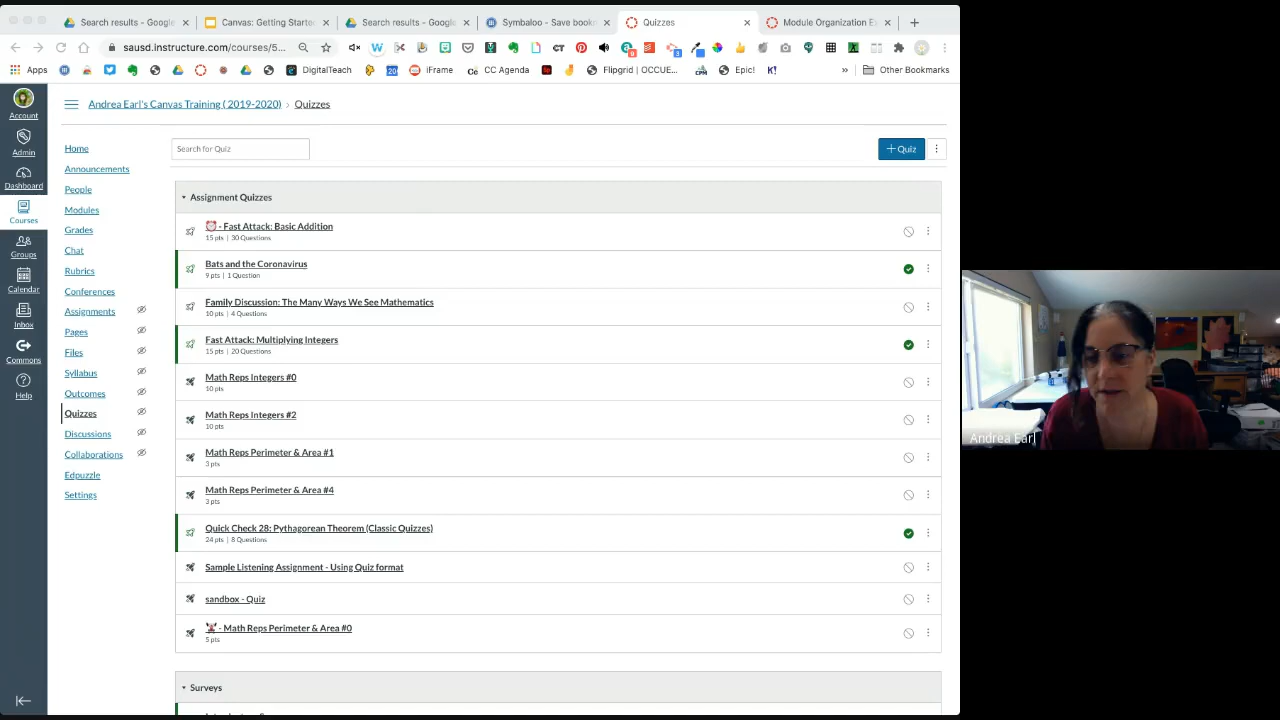 Search results - Google
Canvas: Getting Starte
Search results - Google
Symbaloo - Save book
Quizzes
Module Organization E
sausd.instructure.com/courses/5...
Apps
DigitalTeach
iFrame
CC Agenda
Flipgrid | OCCUE...
Epic!
Other Bookmarks
Andrea Earl's Canvas Training ( 2019-2020)
Quizzes
Account
Admin
Dashboard
Courses
Groups
Calendar
Inbox
Commons
Help
Home
Announcements
People
Modules
Grades
Chat
Rubrics
Conferences
Assignments
Pages
Files
Syllabus
Outcomes
Quizzes
Discussions
Collaborations
Edpuzzle
Settings
Search for Quiz
+ Quiz
Assignment Quizzes
- Fast Attack: Basic Addition
15 pts | 30 Questions
Bats and the Coronavirus
9 pts | 1 Question
Family Discussion: The Many Ways We See Mathematics
10 pts | 4 Questions
Fast Attack: Multiplying Integers
15 pts | 20 Questions
Math Reps Integers #0
10 pts
Math Reps Integers #2
10 pts
Math Reps Perimeter & Area #1
3 pts
Math Reps Perimeter & Area #4
3 pts
Quick Check 28: Pythagorean Theorem (Classic Quizzes)
24 pts | 8 Questions
Sample Listening Assignment - Using Quiz format
sandbox - Quiz
- Math Reps Perimeter & Area #0
5 pts
Surveys
Andrea Earl